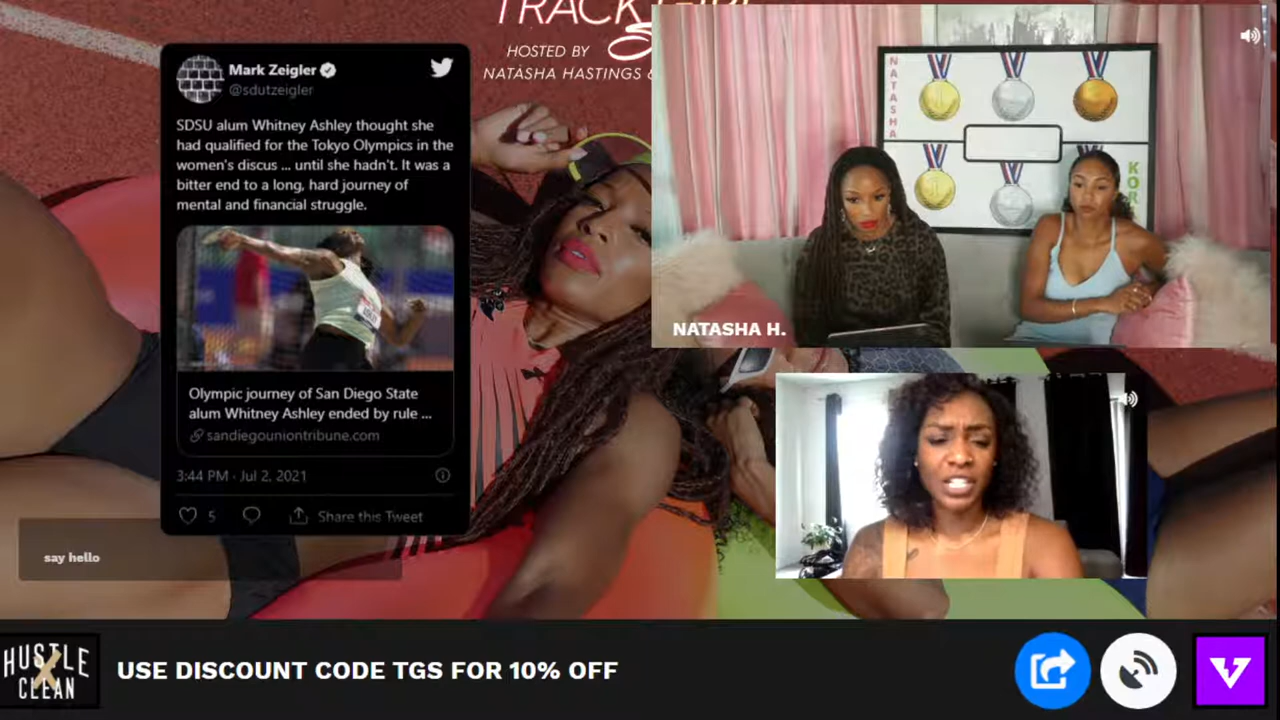 HOSTED BY
NATASHA HASTINGS &
Mark Zeigler
@sdutzeigler
SDSU alum Whitney Ashley thought she
had qualified for the Tokyo Olympics in the
women's discus ... until she hadn't. It was a
bitter end to a long, hard journey of
mental and financial struggle.
Olympic journey of San Diego State
alum Whitney Ashley ended by rule ...
sandiegouniontribune.com
3:44 PM · Jul 2, 2021
5
Share this Tweet
say hello
NATASHA
KOR
NATASHA H.
HUSTLE
CLEAN
USE DISCOUNT CODE TGS FOR 10% OFF